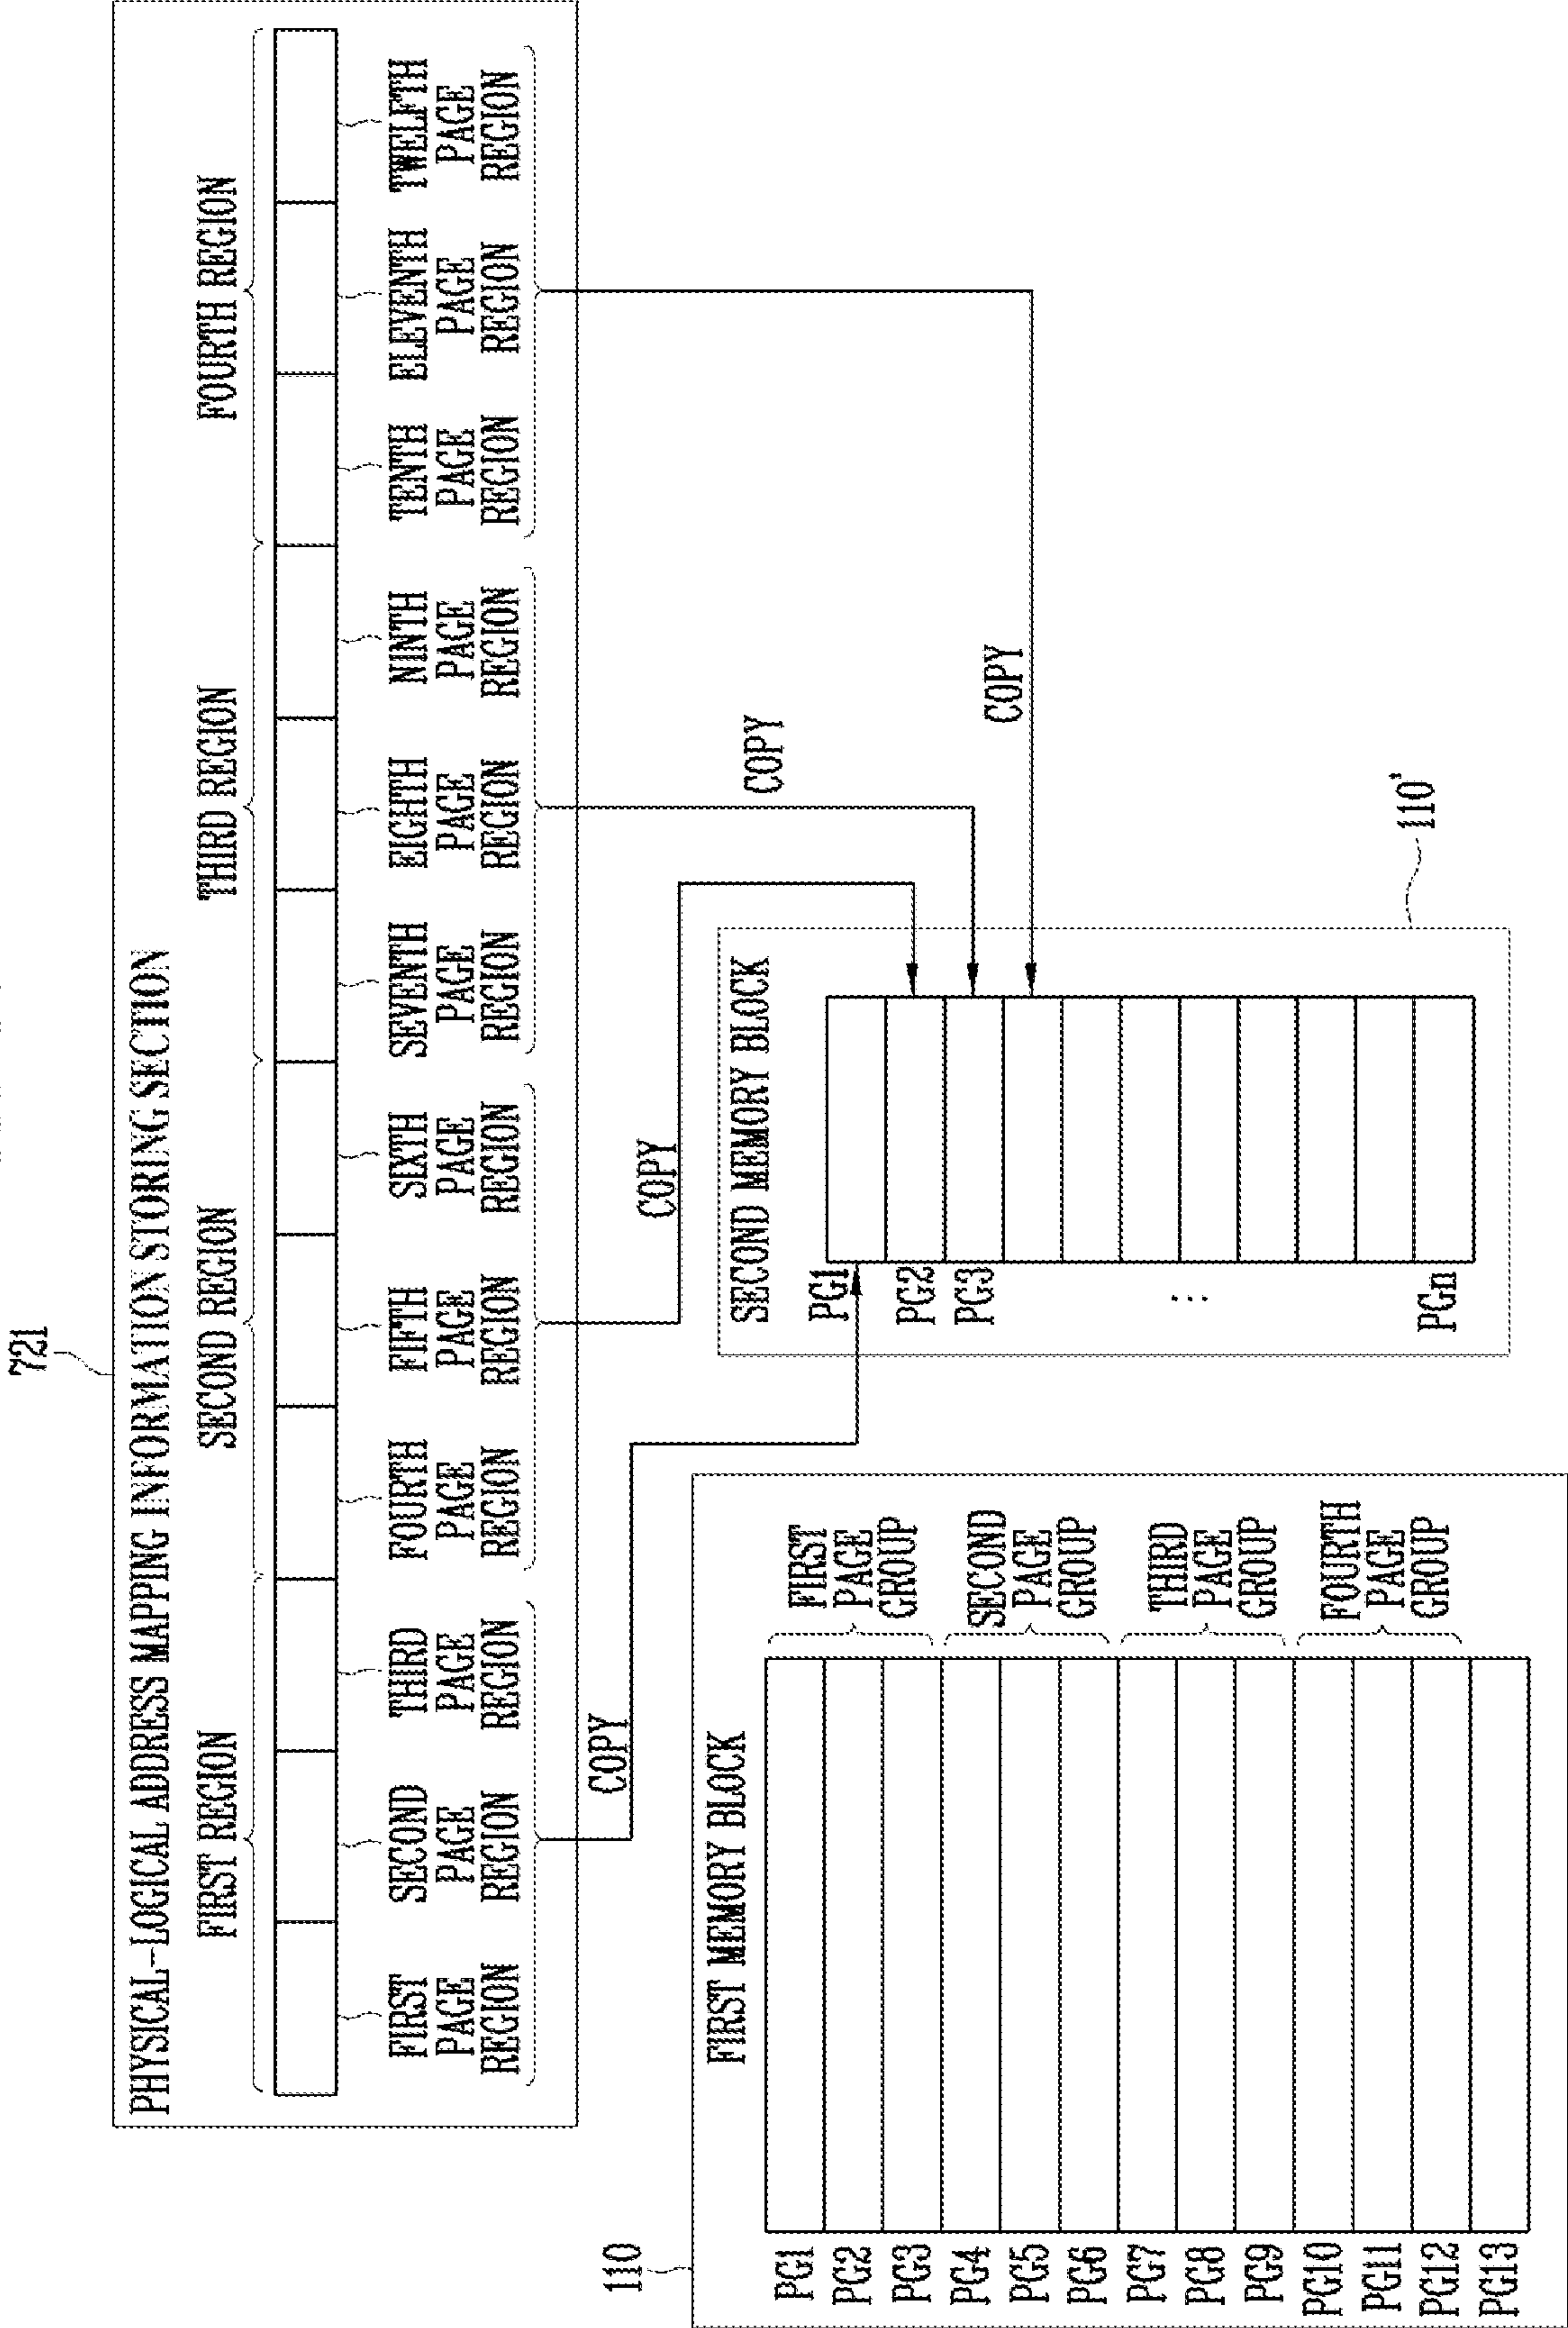 721
PHYSICAL-LOGICAL ADDRESS MAPPING INFORMATION STORING SECTION
FIRST REGION
SECOND REGION
THIRD REGION
FOURTH REGION
FIRST
PAGE
REGION
SECOND
PAGE
REGION
THIRD
PAGE
REGION
FOURTH
PAGE
REGION
FIFTH
PAGE
REGION
SIXTH
PAGE
REGION
SEVENTH
PAGE
REGION
EIGHTH
PAGE
REGION
NINTH
PAGE
REGION
TENTH
PAGE
REGION
ELEVENTH
PAGE
REGION
TWELFTH
PAGE
REGION
COPY
COPY
COPY
COPY
110
FIRST MEMORY BLOCK
PG1
PG2
PG3
PG4
PG5
PG6
PG7
PG8
PG9
PG10
PG11
PG12
PG13
FIRST
PAGE
GROUP
SECOND
PAGE
GROUP
THIRD
PAGE
GROUP
FOURTH
PAGE
GROUP
SECOND MEMORY BLOCK
PG1
PG2
PG3
⋮
PGn
110'